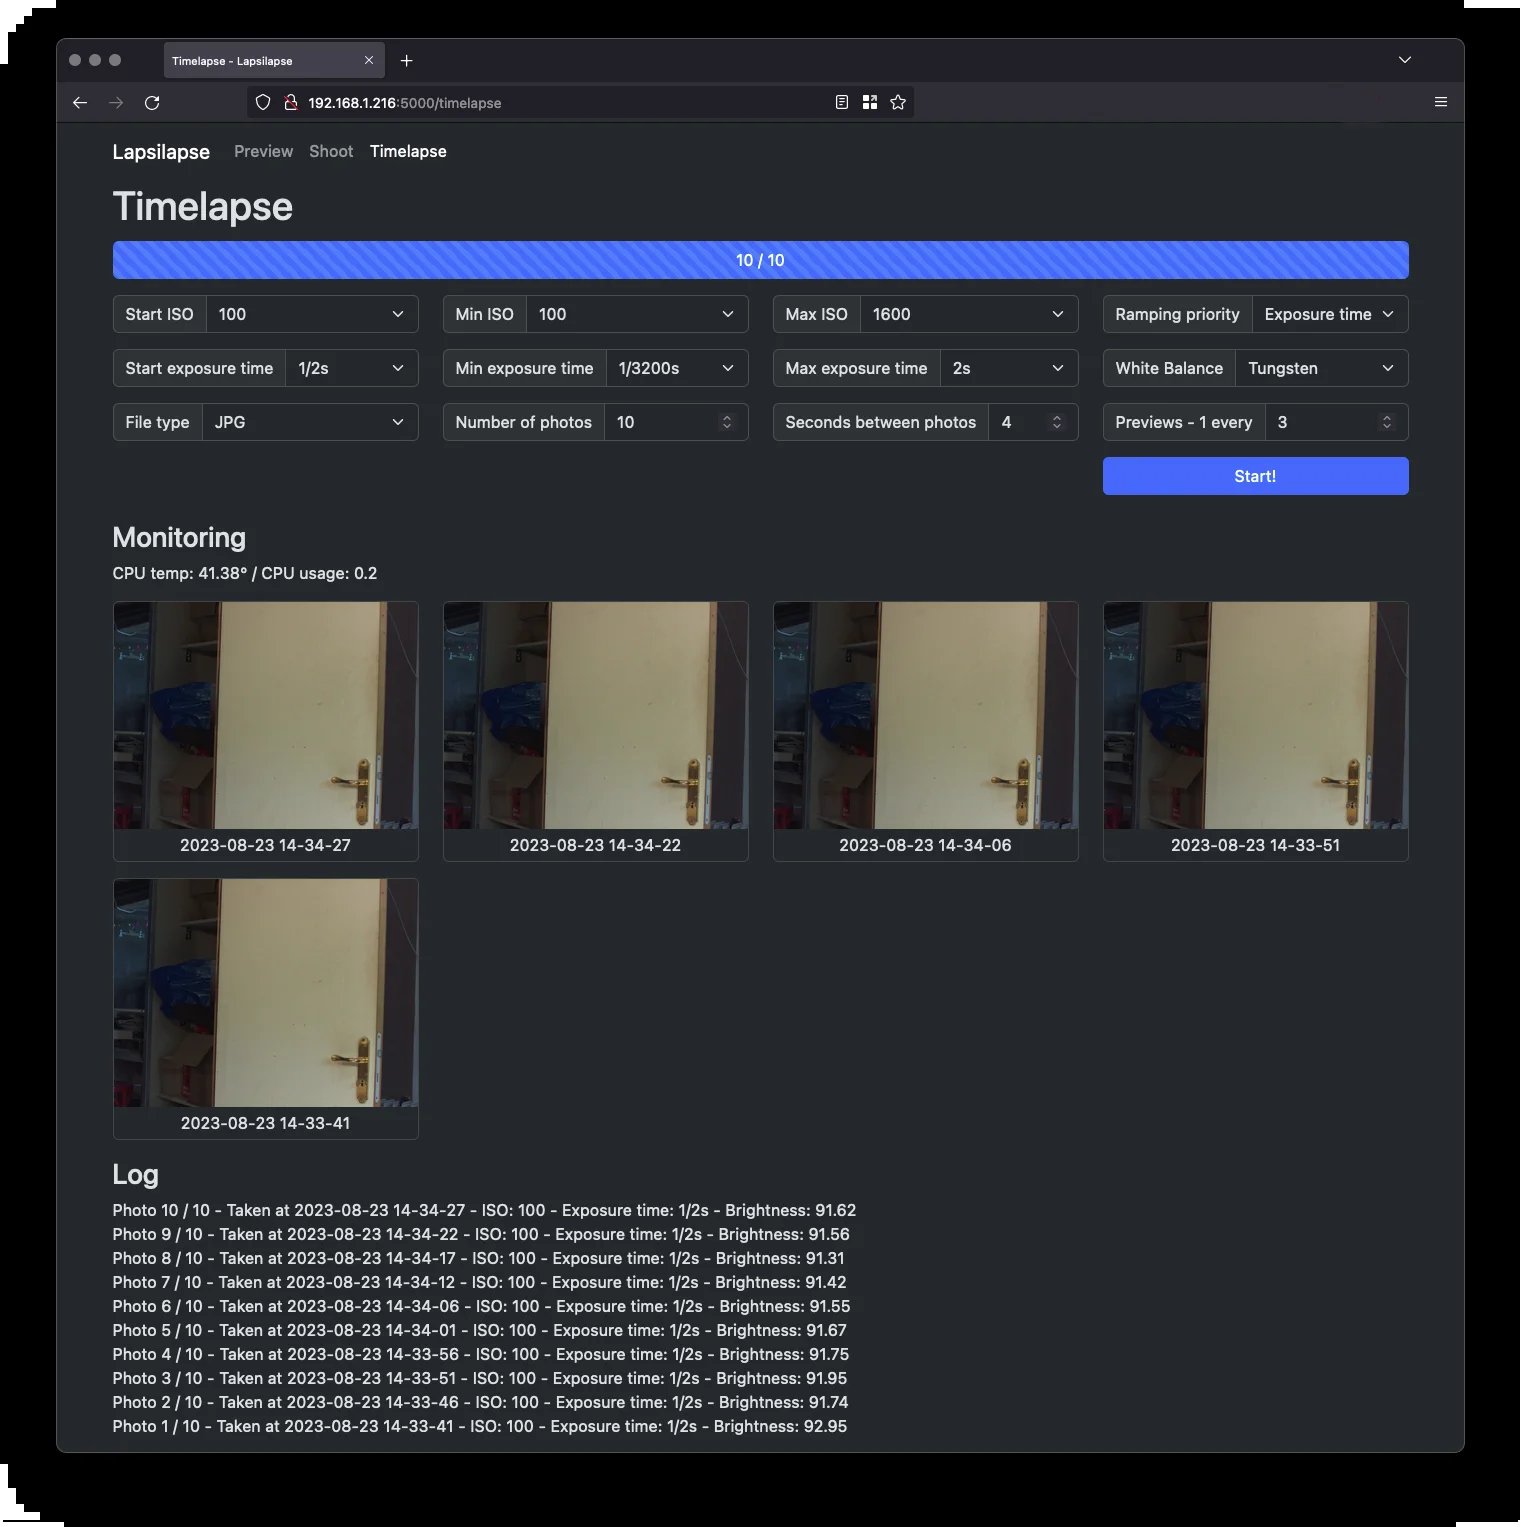 Timelapse - Lapsilapse
192.168.1.216:5000/timelapse
Lapsilapse Preview Shoot Timelapse
Timelapse
10 / 10
Start ISO 100 Min ISO 100 Max ISO 1600 Ramping priority Exposure time
Start exposure time 1/2s Min exposure time 1/3200s Max exposure time 2s White Balance Tungsten
File type JPG Number of photos 10 Seconds between photos 4 Previews - 1 every 3
Start!
Monitoring
CPU temp: 41.38° / CPU usage: 0.2
2023-08-23 14-34-27 2023-08-23 14-34-22 2023-08-23 14-34-06 2023-08-23 14-33-51
2023-08-23 14-33-41
Log
Photo 10 / 10 - Taken at 2023-08-23 14-34-27 - ISO: 100 - Exposure time: 1/2s - Brightness: 91.62
Photo 9 / 10 - Taken at 2023-08-23 14-34-22 - ISO: 100 - Exposure time: 1/2s - Brightness: 91.56
Photo 8 / 10 - Taken at 2023-08-23 14-34-17 - ISO: 100 - Exposure time: 1/2s - Brightness: 91.31
Photo 7 / 10 - Taken at 2023-08-23 14-34-12 - ISO: 100 - Exposure time: 1/2s - Brightness: 91.42
Photo 6 / 10 - Taken at 2023-08-23 14-34-06 - ISO: 100 - Exposure time: 1/2s - Brightness: 91.55
Photo 5 / 10 - Taken at 2023-08-23 14-34-01 - ISO: 100 - Exposure time: 1/2s - Brightness: 91.67
Photo 4 / 10 - Taken at 2023-08-23 14-33-56 - ISO: 100 - Exposure time: 1/2s - Brightness: 91.75
Photo 3 / 10 - Taken at 2023-08-23 14-33-51 - ISO: 100 - Exposure time: 1/2s - Brightness: 91.95
Photo 2 / 10 - Taken at 2023-08-23 14-33-46 - ISO: 100 - Exposure time: 1/2s - Brightness: 91.74
Photo 1 / 10 - Taken at 2023-08-23 14-33-41 - ISO: 100 - Exposure time: 1/2s - Brightness: 92.95